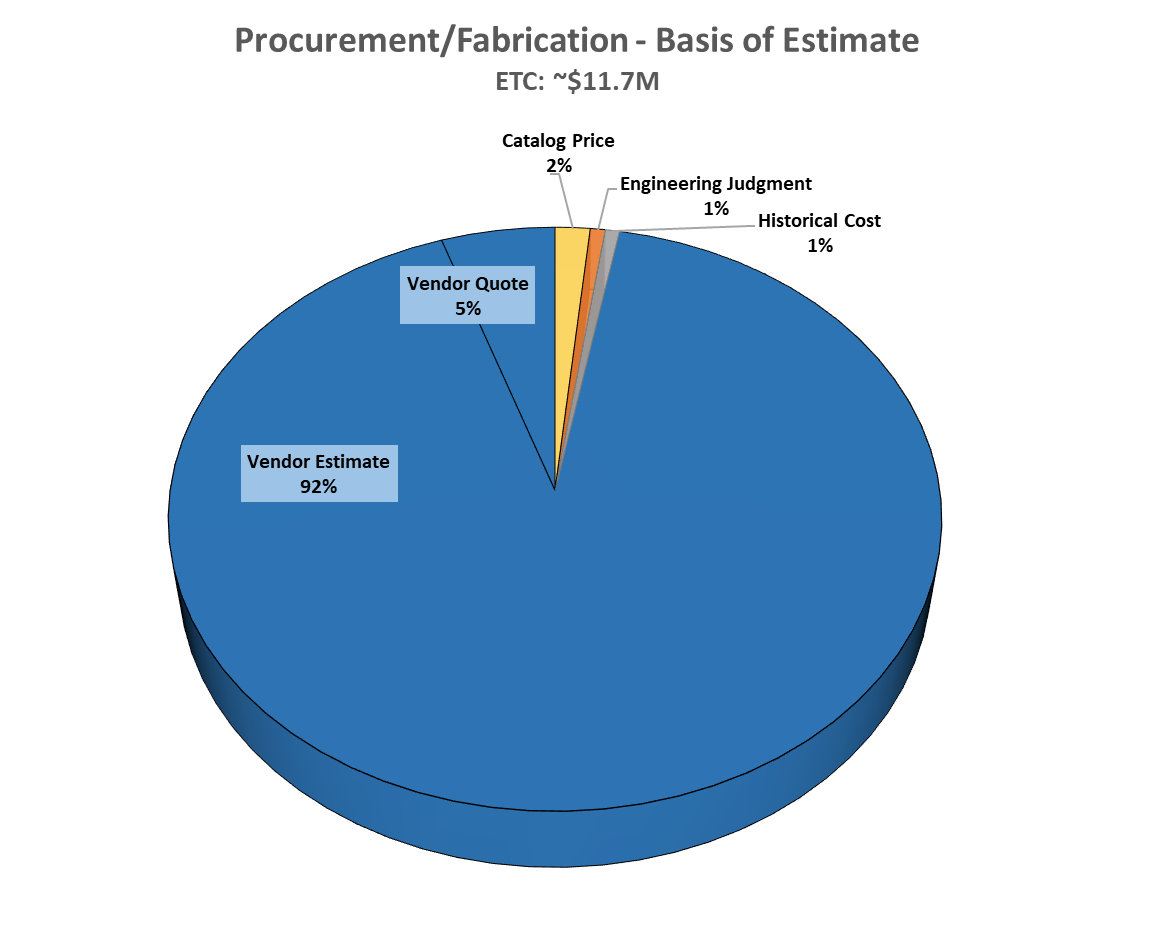 Procurement/Fabrication - Basis of Estimate
ETC: ~$11.7M
Catalog Price
2%
Engineering Judgment
1%
Historical Cost
1%
Vendor Quote
5%
Vendor Estimate
92%